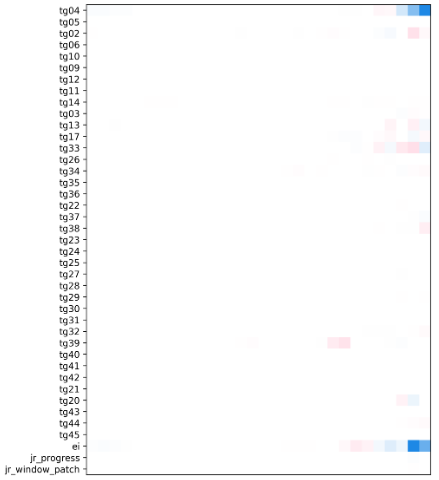 tg04
tg05
tg02
tg06
tg10
tg09
tg12
tg11
tg14
tg03
tg13
tg17
tg33
tg26
tg34
tg35
tg36
tg22
tg37
tg38
tg23
tg24
tg25
tg27
tg28
tg29
tg30
tg31
tg32
tg39
tg40
tg41
tg42
tg21
tg20
tg43
tg44
tg45
ei
jr_progress
jr_window_patch